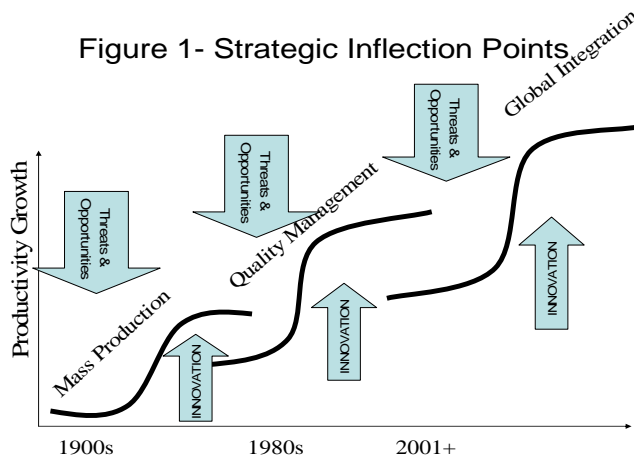 Figure 1- Strategic Inflection Points
Global Integration
Threats &
Opportunities
Threats &
Opportunities
Threats &
Opportunities
Quality Management
Mass Production
Productivity Growth
INNOVATION
INNOVATION
INNOVATION
1900s
1980s
2001+